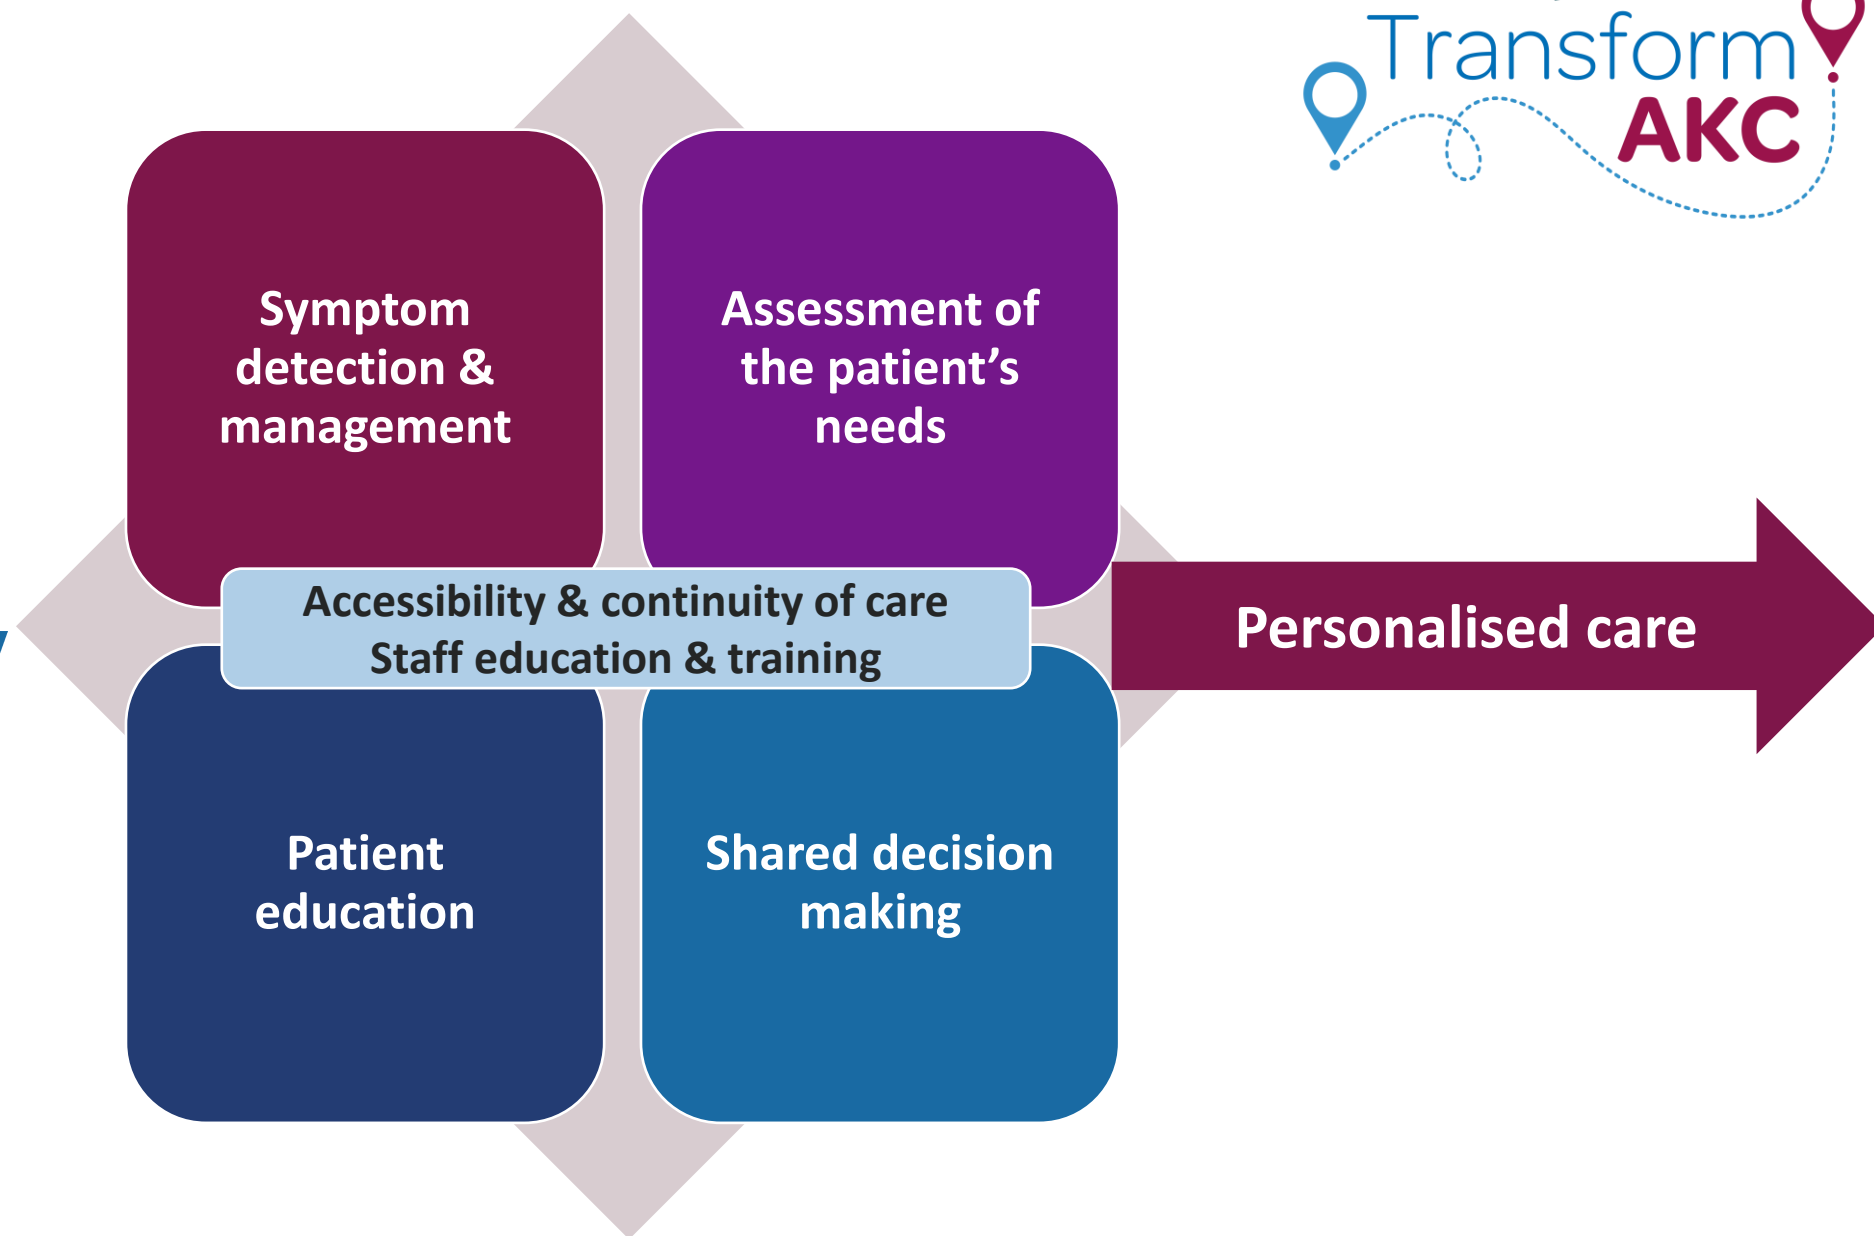 Transform
AKC
Symptom
detection &
management
Assessment of
the patient’s
needs
Accessibility & continuity of care
Staff education & training
Personalised care
Patient
education
Shared decision
making